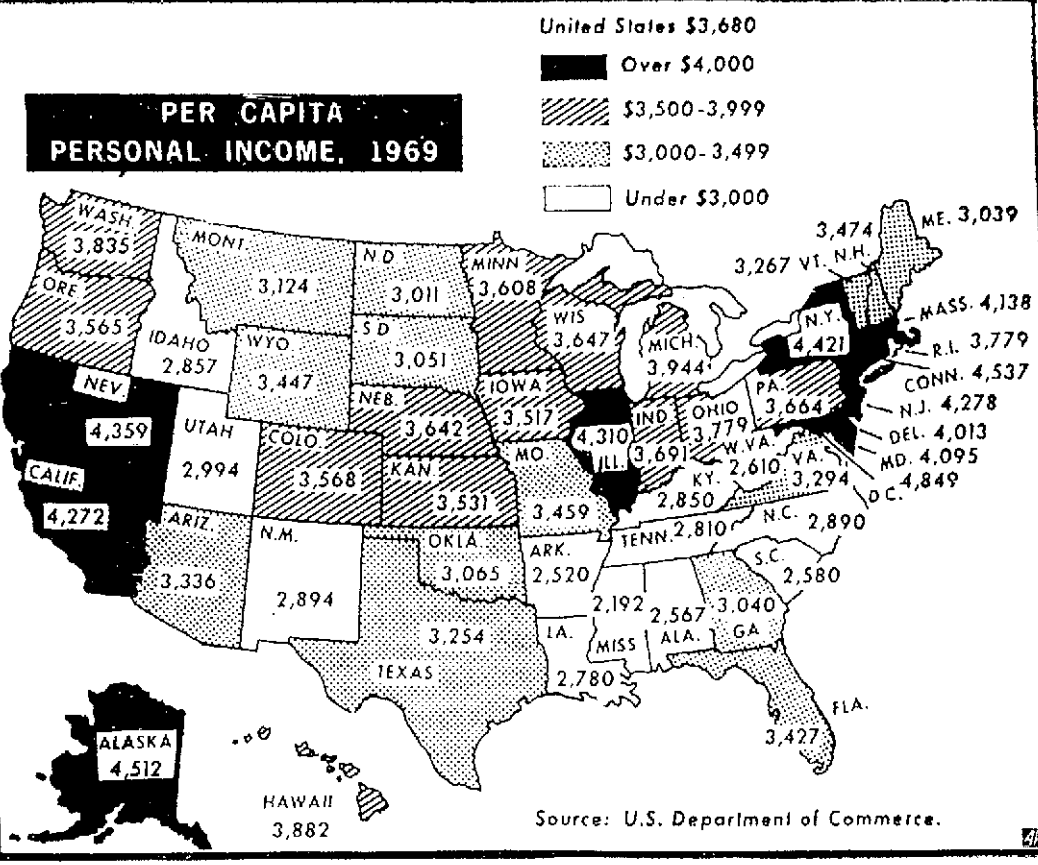 United States $3,680
Over $4,000
$3,500-3,999
$3,000-3,499
Under $3,000
PER CAPITA
PERSONAL INCOME, 1969
WASH.
3,835
ORE.
3,565
IDAHO
2,857
MONT.
3,124
WYO.
3,447
N.D.
3,011
S.D.
3,051
NEB.
3,642
KAN.
3,531
MINN.
3,608
IOWA
3,517
WIS.
3,647
MICH.
3,944
NEV.
4,359
CALIF.
4,272
UTAH
2,994
COLO.
3,568
ARIZ.
3,336
N.M.
2,894
OKLA.
3,065
3,254
TEXAS
MO.
3,459
ARK.
2,520
LA.
2,780
4,310
ILL.
IND.
3,691
OHIO
3,779
KY.
2,850
W.VA.
2,610
VA.
3,294
TENN. 2,810
N.C. 2,890
S.C.
2,580
2,192
MISS.
2,567
ALA.
3,040
GA.
FLA.
3,427
PA.
3,664
N.Y.
4,421
3,267 VT.
3,474
N.H.
ME. 3,039
MASS. 4,138
R.I. 3,779
CONN. 4,537
N.J. 4,278
DEL. 4,013
MD. 4,095
D.C. 4,849
ALASKA
4,512
HAWAII
3,882
Source: U.S. Department of Commerce.